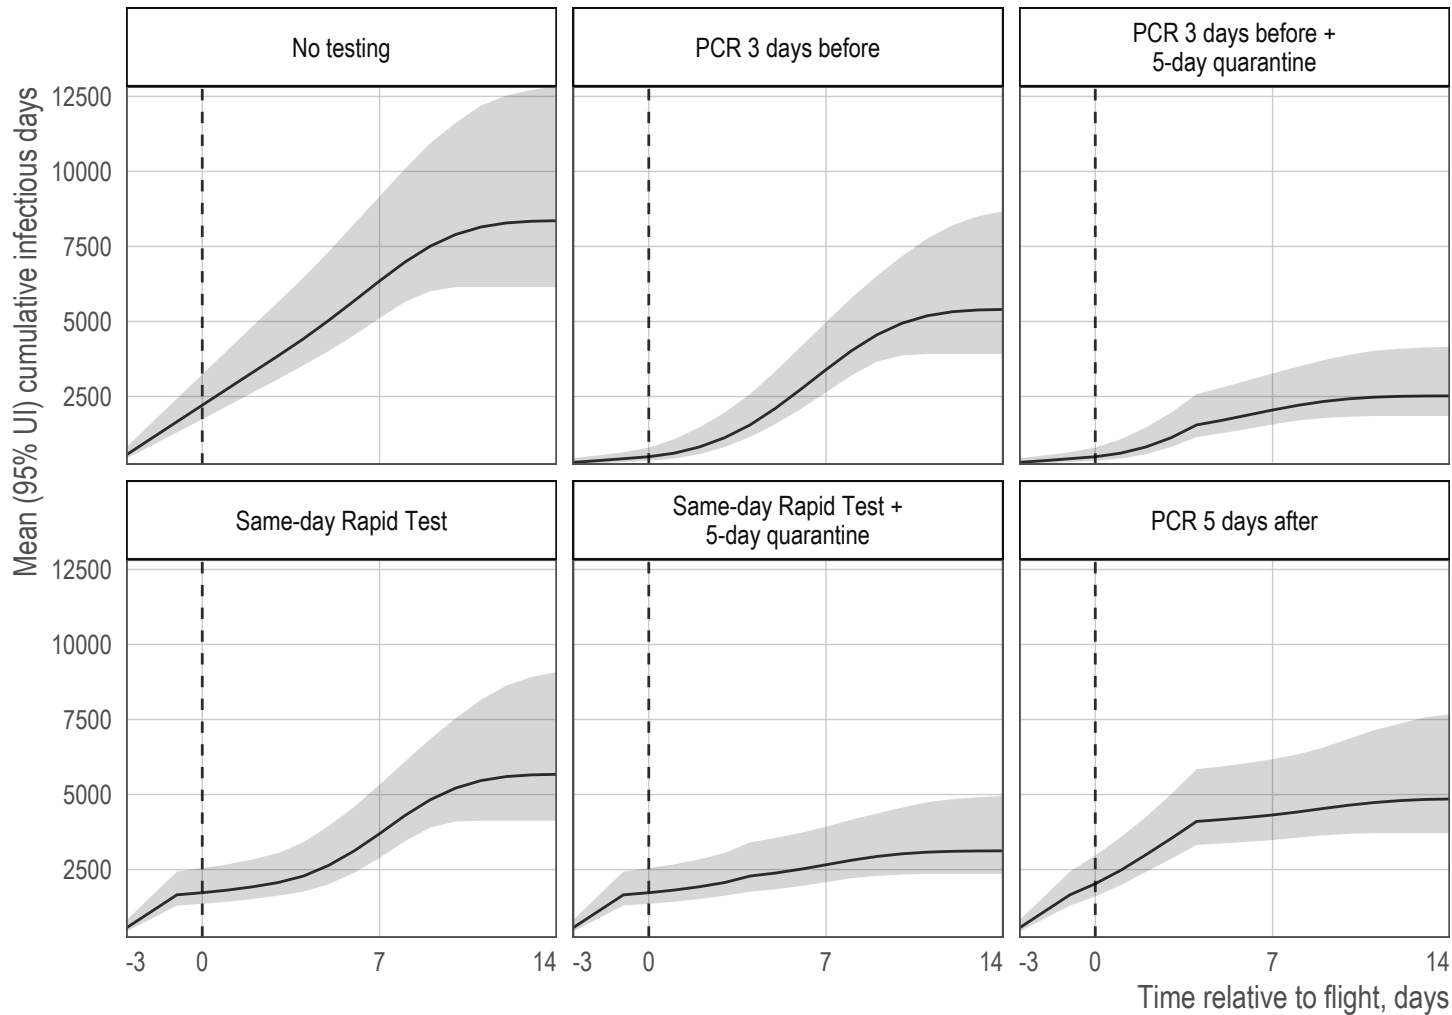 No testing
PCR 3 days before
PCR 3 days before +
5-day quarantine
Mean (95% UI) cumulative infectious days
12500
10000
7500
5000
2500
Same-day Rapid Test
Same-day Rapid Test +
5-day quarantine
PCR 5 days after
12500
10000
7500
5000
2500
-3 0 7 14
-3 0 7 14
-3 0 7 14
Time relative to flight, days